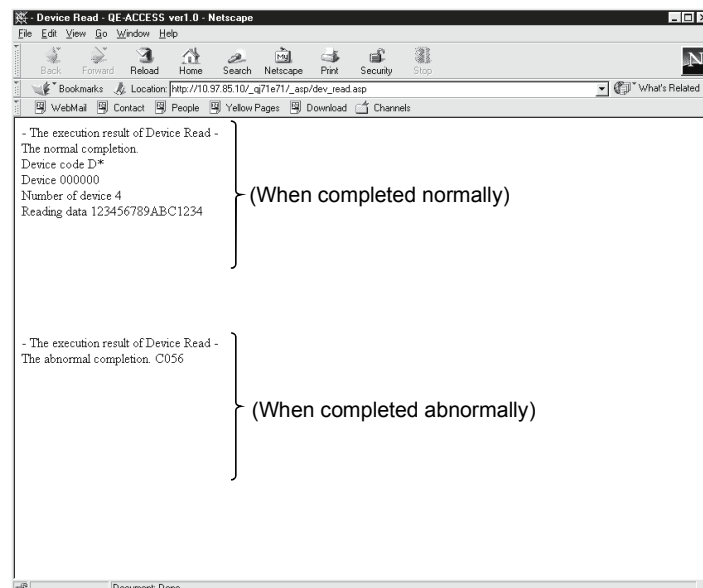 - Device Read - QE-ACCESS ver1.0 - Netscape
File Edit View Go Window Help
Back Forward Reload Home Search Netscape Print Security Stop
My
N
Bookmarks Location: http://10.97.85.10/_qj71e71/_asp/dev_read.asp What's Related
WebMail Contact People Yellow Pages Download Channels
- The execution result of Device Read -
The normal completion.
Device code D*
Device 000000
Number of device 4
Reading data 123456789ABC1234
(When completed normally)
- The execution result of Device Read -
The abnormal completion. C056
(When completed abnormally)
Document: Done